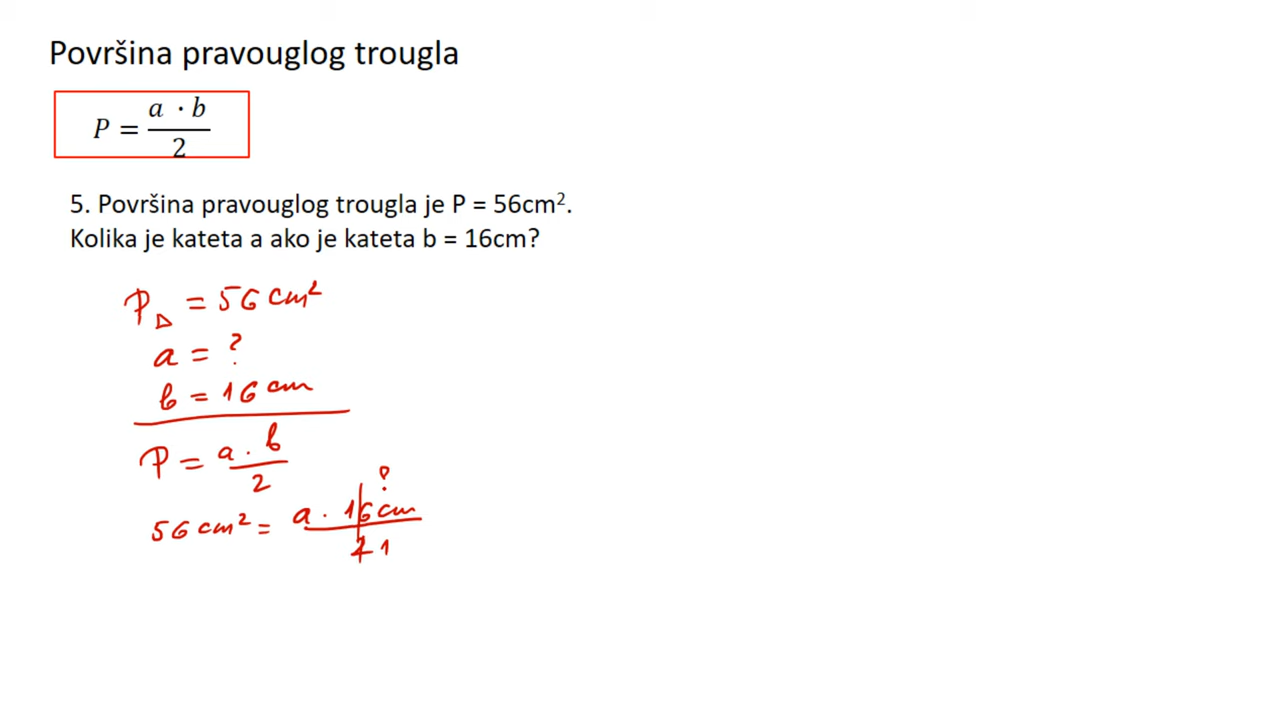 Površina pravouglog trougla
P = a · b / 2
5. Površina pravouglog trougla je P = 56cm².
Kolika je kateta a ako je kateta b = 16cm?
P△ = 56 cm²
a = ?
b = 16 cm
P = a · b / 2
56 cm² = a · 16 cm / 2 1